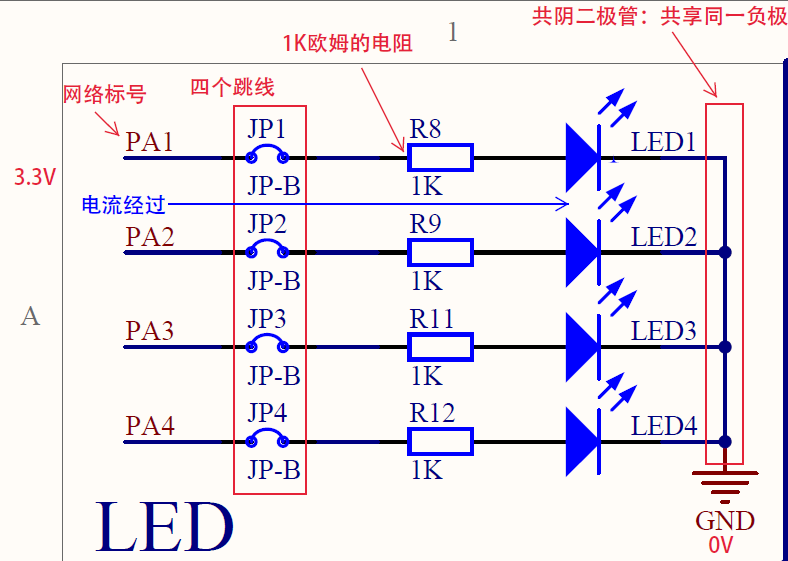 共阴二极管：共享同一负极
1
1K欧姆的电阻
四个跳线
网络标号
PA1
JP1
R8
LED1
3.3V
JP-B
1K
电流经过
PA2
JP2
R9
LED2
JP-B
1K
A
PA3
JP3
R11
LED3
JP-B
1K
PA4
JP4
R12
LED4
JP-B
1K
LED
GND
0V